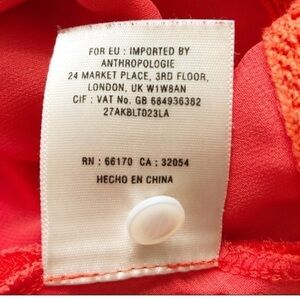 FOR EU : IMPORTED BY
ANTHROPOLOGIE
24 MARKET PLACE, 3RD FLOOR,
LONDON, UK W1W8AN
CIF : VAT No. GB 684936382
27AKBLT023LA
RN : 66170 CA : 32054
HECHO EN CHINA